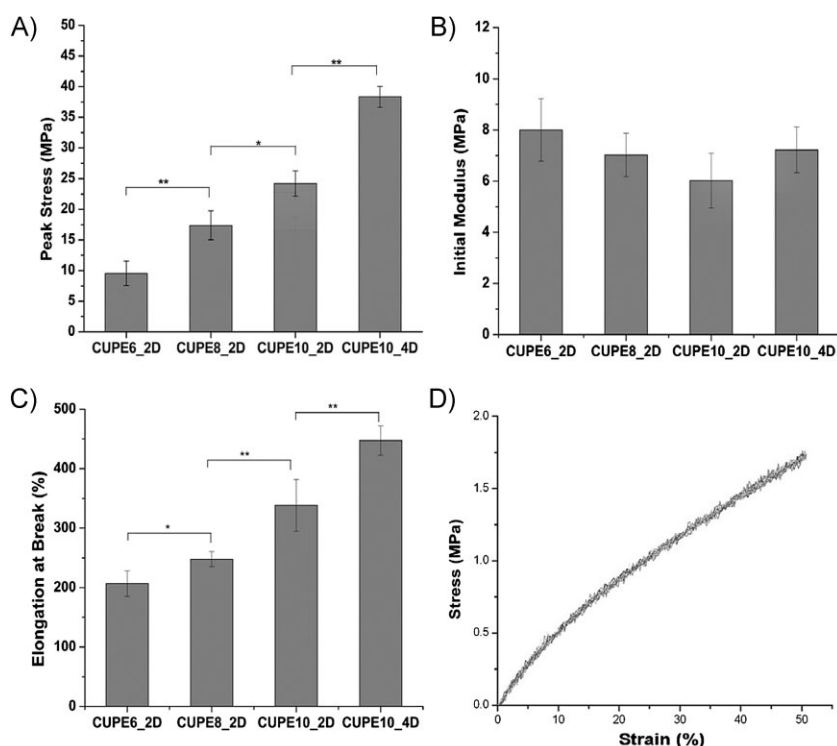 A)
Peak Stress (MPa)
50
45
40
35
30
25
20
15
10
5
0
**
*
**
CUPE6_2D CUPE8_2D CUPE10_2D CUPE10_4D
B)
Initial Modulus (MPa)
12
10
8
6
4
2
0
CUPE6_2D CUPE8_2D CUPE10_2D CUPE10_4D
C)
Elongation at Break (%)
500
400
300
200
100
0
*
**
**
CUPE6_2D CUPE8_2D CUPE10_2D CUPE10_4D
D)
Stress (MPa)
2.0
1.5
1.0
0.5
0.0
0 10 20 30 40 50
Strain (%)